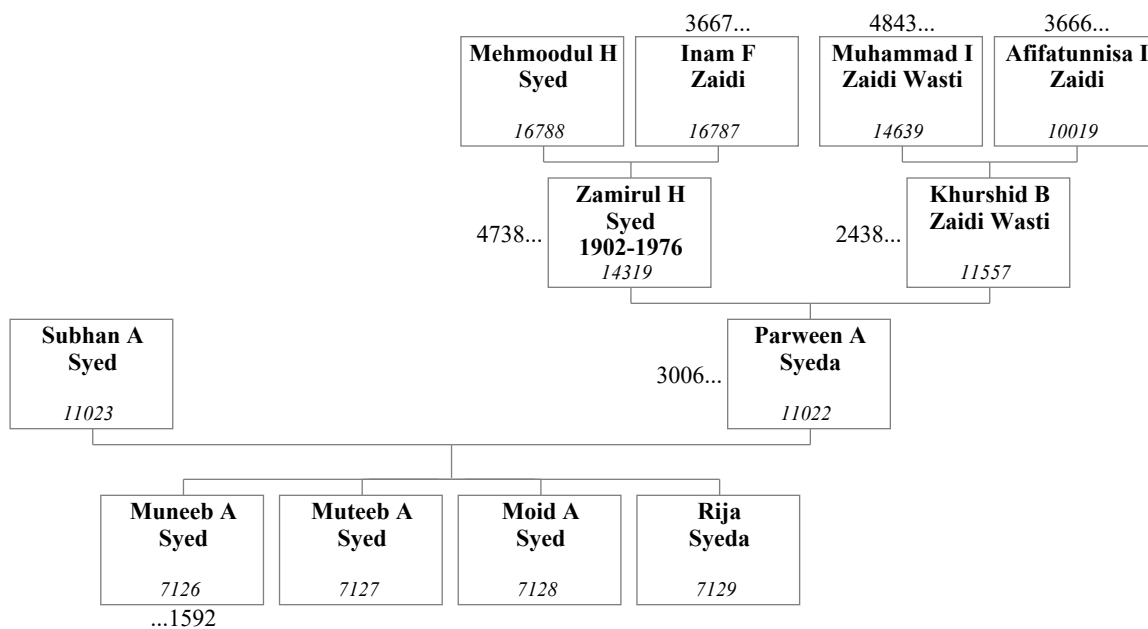 3667...
4843...
3666...
Mehmoodul H
Syed
16788
Inam F
Zaidi
16787
Muhammad I
Zaidi Wasti
14639
Afifatunnisa I
Zaidi
10019
4738...
Zamirul H
Syed
1902-1976
14319
2438...
Khurshid B
Zaidi Wasti
11557
Subhan A
Syed
11023
3006...
Parween A
Syeda
11022
Muneeb A
Syed
7126
Muteeb A
Syed
7127
Moid A
Syed
7128
Rija
Syeda
7129
...1592